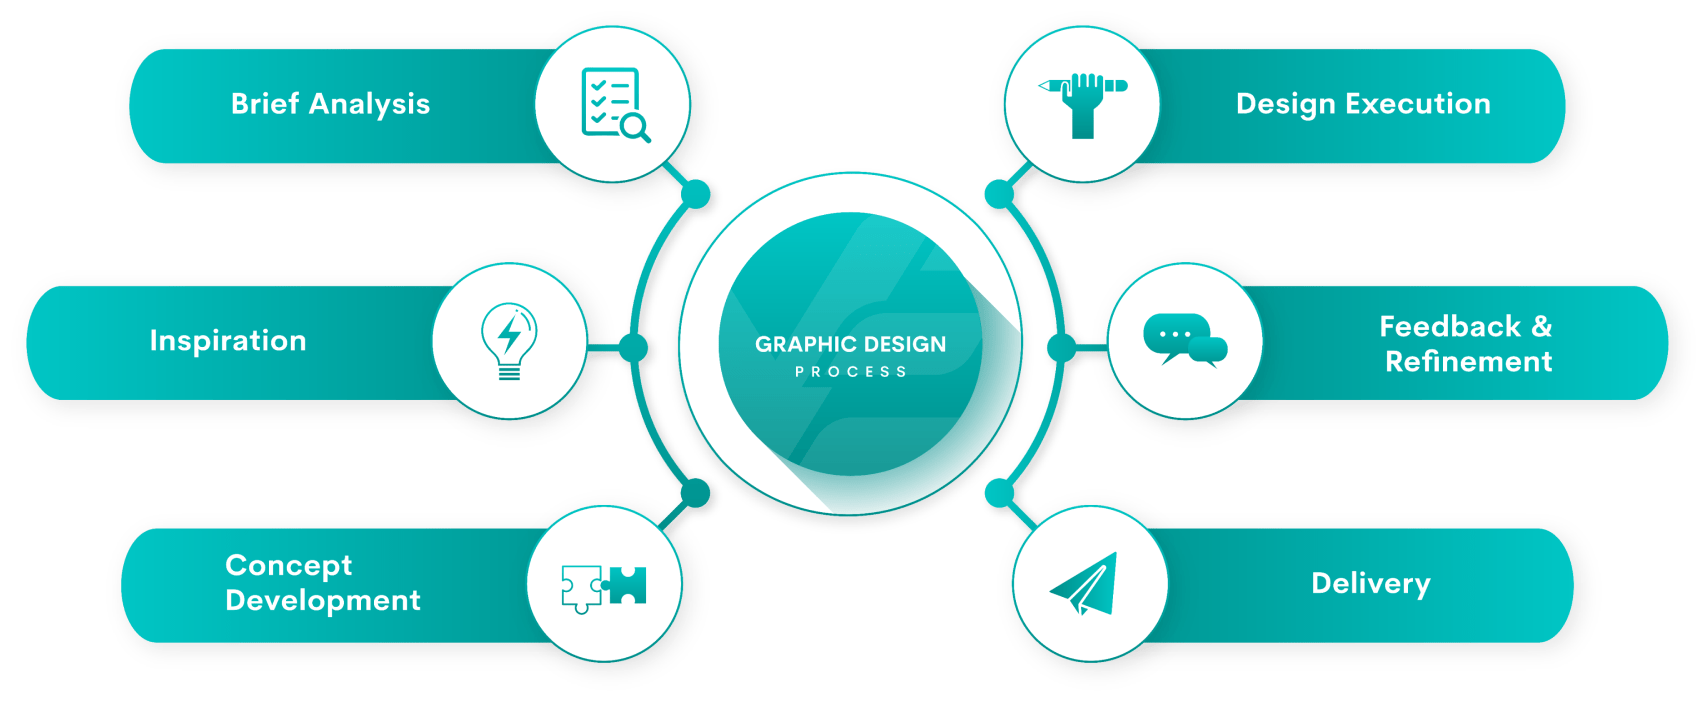 Brief Analysis
Inspiration
Concept
Development
GRAPHIC DESIGN
PROCESS
Design Execution
Feedback &
Refinement
Delivery